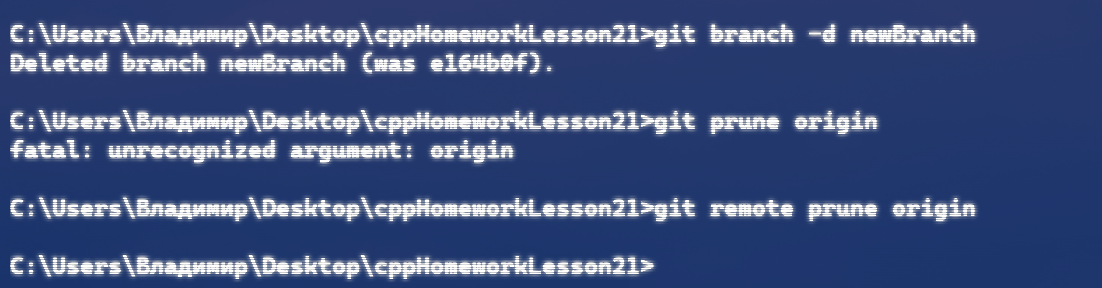 C:\Users\Владимир\Desktop\cppHomeworkLesson21>git branch -d newBranch
Deleted branch newBranch (was e164b0f).
C:\Users\Владимир\Desktop\cppHomeworkLesson21>git prune origin
fatal: unrecognized argument: origin
C:\Users\Владимир\Desktop\cppHomeworkLesson21>git remote prune origin
C:\Users\Владимир\Desktop\cppHomeworkLesson21>